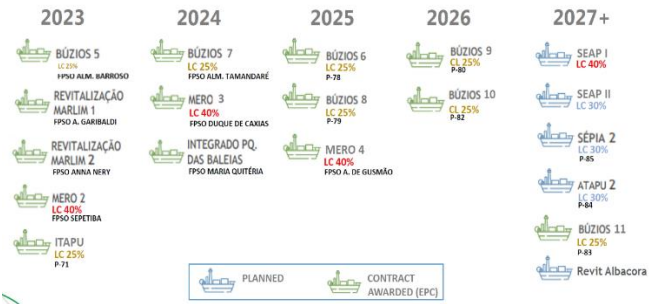 2023
BÚZIOS 5
LC 25%
FPSO ALM. BARROSO
REVITALIZAÇÃO
MARLIM 1
FPSO A. GARIBALDI
REVITALIZAÇÃO
MARLIM 2
FPSO ANNA NERY
MERO 2
LC 40%
FPSO SEPETIBA
ITAPU
LC 25%
P-71
2024
BÚZIOS 7
LC 25%
FPSO ALM. TAMANDARÉ
MERO 3
LC 40%
FPSO DUQUE DE CAXIAS
INTEGRADO PQ.
DAS BALEIAS
FPSO MARIA QUITÉRIA
2025
BÚZIOS 6
LC 25%
P-78
BÚZIOS 8
LC 25%
P-79
MERO 4
LC 40%
FPSO A. DE GUSMÃO
2026
BÚZIOS 9
CL 25%
P-80
BÚZIOS 10
CL 25%
P-82
2027+
SEAP I
LC 40%
SEAP II
LC 30%
SÉPIA 2
LC 30%
P-85
ATAPU 2
LC 30%
P-84
BÚZIOS 11
LC 25%
P-83
Revit Albacora
PLANNED
CONTRACT
AWARDED (EPC)